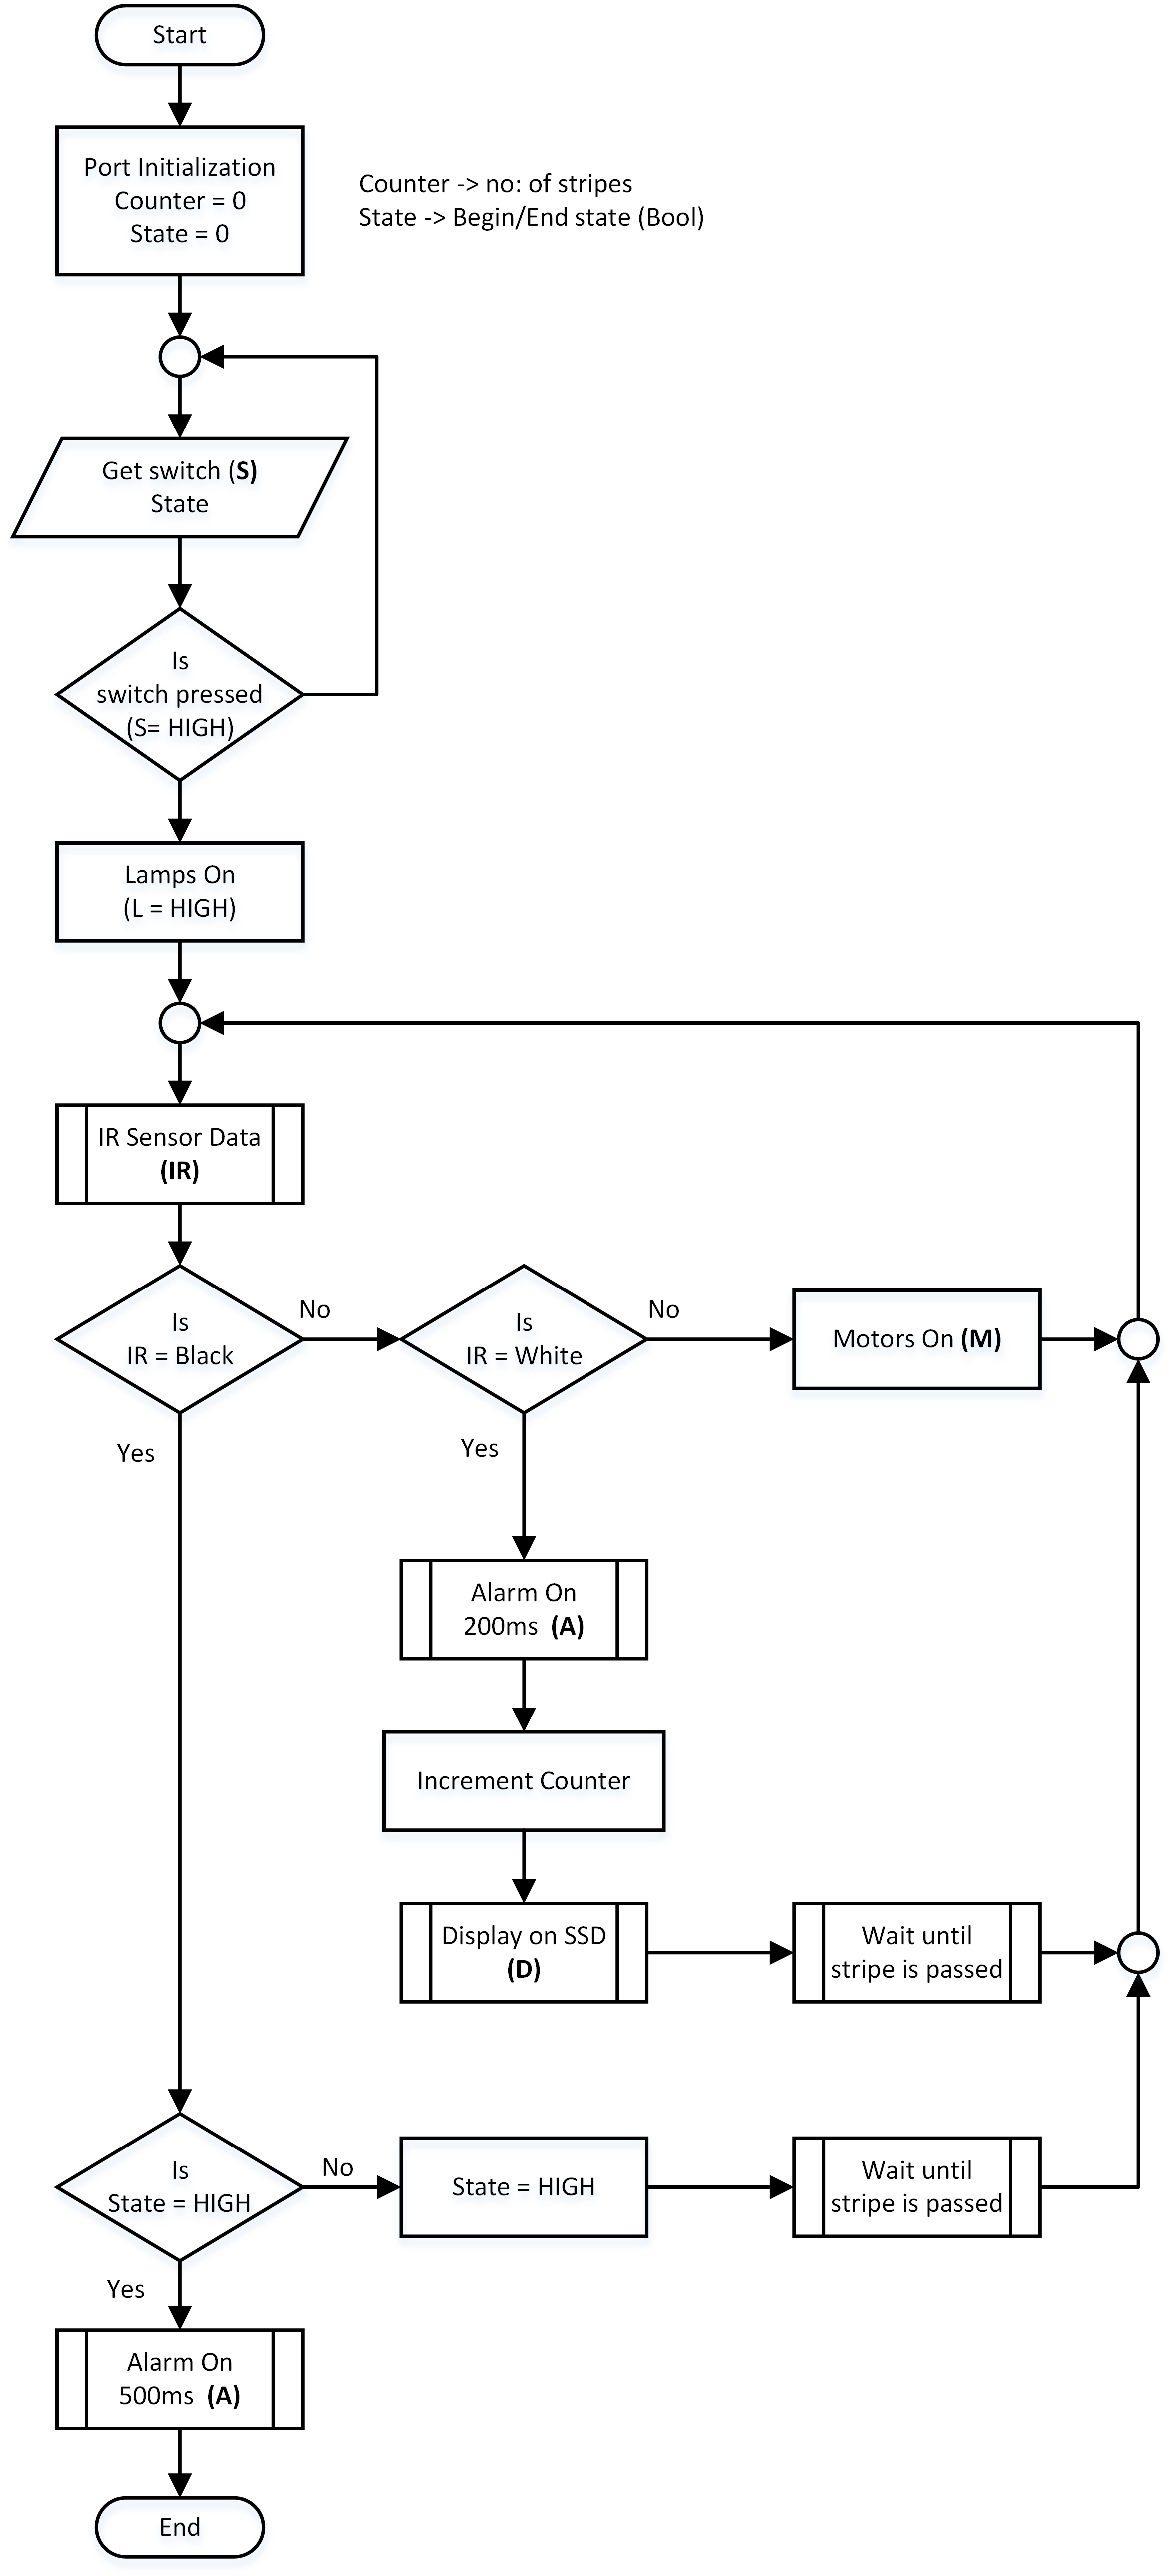 Start
Port Initialization
Counter = 0
State = 0
Counter -> no: of stripes
State -> Begin/End state (Bool)
Get switch (S)
State
Is
switch pressed
(S= HIGH)
Lamps On
(L = HIGH)
IR Sensor Data
(IR)
Is
IR = Black
No
Is
IR = White
No
Motors On (M)
Yes
Yes
Alarm On
200ms (A)
Increment Counter
Display on SSD
(D)
Wait until
stripe is passed
Is
State = HIGH
No
State = HIGH
Wait until
stripe is passed
Yes
Alarm On
500ms (A)
End